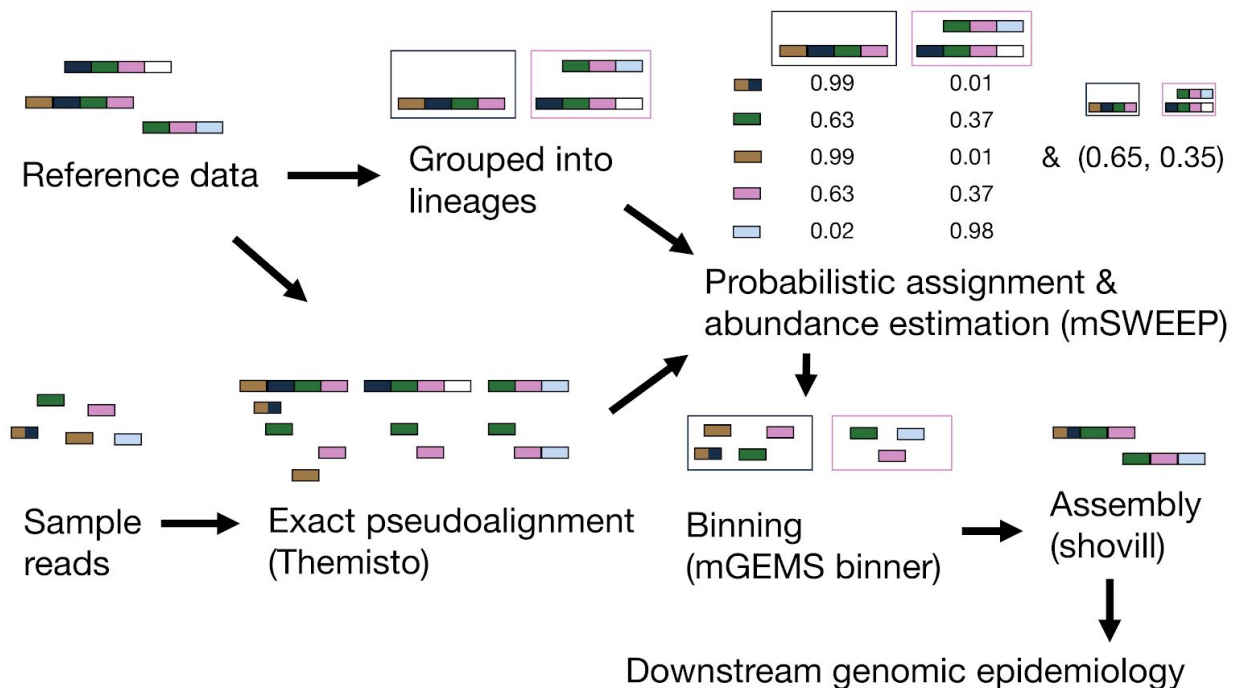 Reference data
Grouped into
lineages
0.99 0.01
0.63 0.37
0.99 0.01
0.63 0.37
0.02 0.98
& (0.65, 0.35)
Probabilistic assignment &
abundance estimation (mSWEEP)
Sample
reads
Exact pseudoalignment
(Themisto)
Binning
(mGEMS binner)
Assembly
(shovill)
Downstream genomic epidemiology